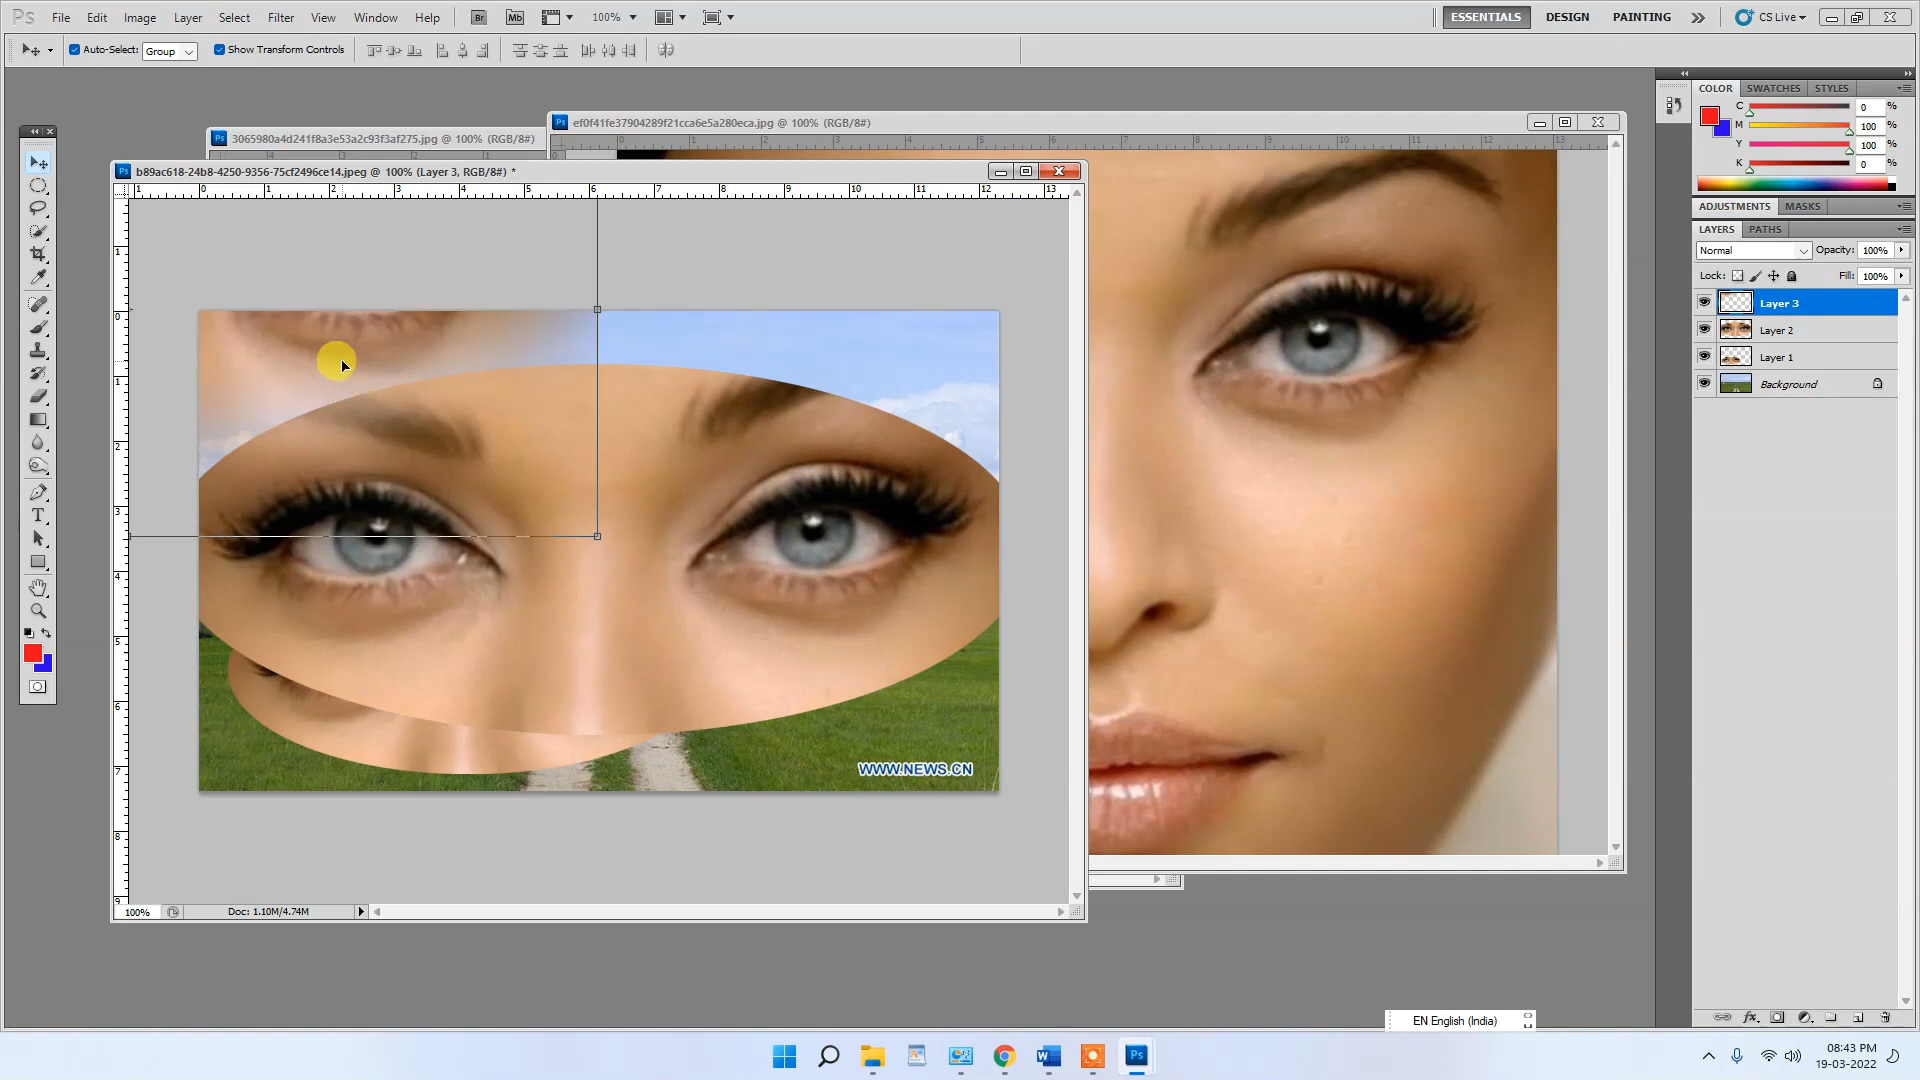 Ps File Edit Image Layer Select Filter Analysis View Window Help Br Mb 100% ESSENTIALS DESIGN PAINTING CS Live
Auto-Select: Group Show Transform Controls
3065980a4d241f8a3e53a2c93f3af275.jpg @ 100% (RGB/8#)
ef0f41fe37904289f21cca6e5a280eca.jpg @ 100% (RGB/8#)
b89ac618-24b8-4250-9356-75cf2496ce14.jpeg @ 100% (Layer 3, RGB/8#) *
WWW.NEWS.CN
100% Doc: 1.10M/4.74M
COLOR SWATCHES STYLES
C 0 %
M 100 %
Y 100 %
K 0 %
ADJUSTMENTS MASKS
LAYERS PATHS
Normal Opacity: 100%
Lock: Fill: 100%
Layer 3
Layer 2
Layer 1
Background
EN English (India)
08:43 PM
19-03-2022